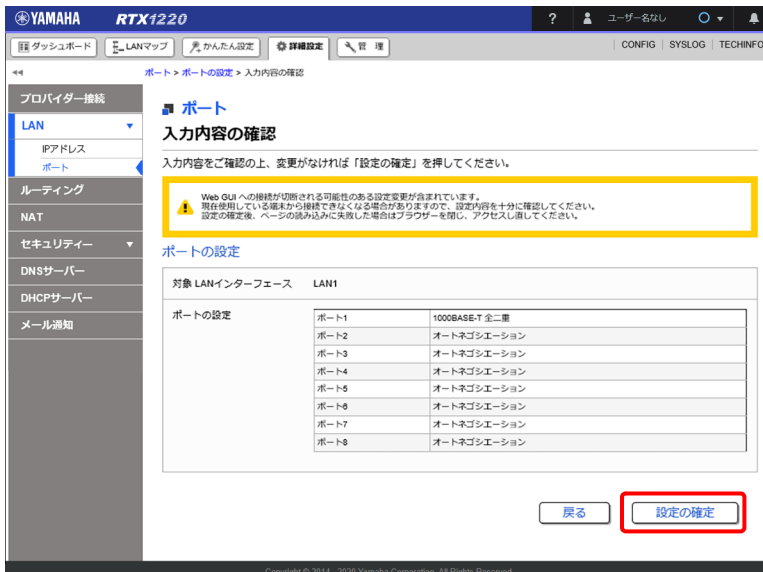 YAMAHA RTX1220 ? ユーザー名なし
ダッシュボード LANマップ かんたん設定 詳細設定 管 理 | CONFIG | SYSLOG | TECHINFO
ポート > ポートの設定 > 入力内容の確認
プロバイダー接続
LAN
IPアドレス
ポート
ルーティング
NAT
セキュリティー
DNSサーバー
DHCPサーバー
メール通知
ポート
入力内容の確認
入力内容をご確認の上、変更がなければ「設定の確定」を押してください。
Web GUI への接続が切断される可能性のある設定変更が含まれています。
現在使用している端末から接続できなくなる場合がありますので、設定内容を十分に確認してください。
設定の確定後、ページの読み込みに失敗した場合はブラウザーを閉じ、アクセスし直してください。
ポートの設定
対象 LANインターフェース LAN1
ポートの設定
ポート1 1000BASE-T 全二重
ポート2 オートネゴシエーション
ポート3 オートネゴシエーション
ポート4 オートネゴシエーション
ポート5 オートネゴシエーション
ポート6 オートネゴシエーション
ポート7 オートネゴシエーション
ポート8 オートネゴシエーション
戻る 設定の確定
Copyright © 2014 - 2020 Yamaha Corporation. All Rights Reserved.